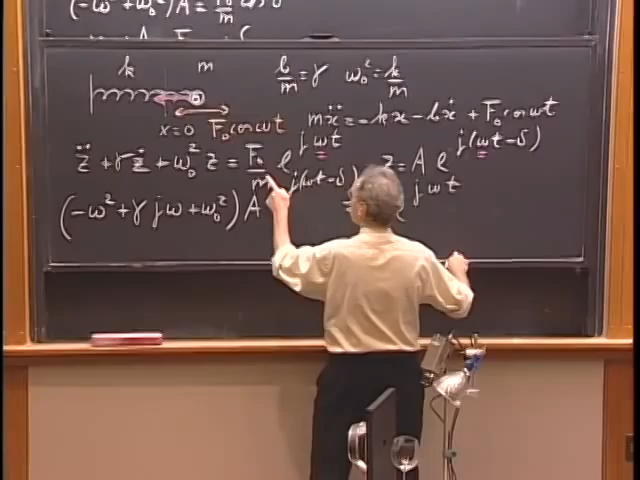 (-ω² + ω₀²) A = F₀/m
k m b/m = γ ω₀² = k/m
x=0 F₀ cos ωt mẍ = -kx - bẋ + F₀ cos ωt
z̈ + γ ż + ω₀² z = F₀/m e^{jωt} z = A e^{j(ωt-δ)}
(-ω² + γ jω + ω₀²) A e^{j(ωt-δ)} = e^{jωt}